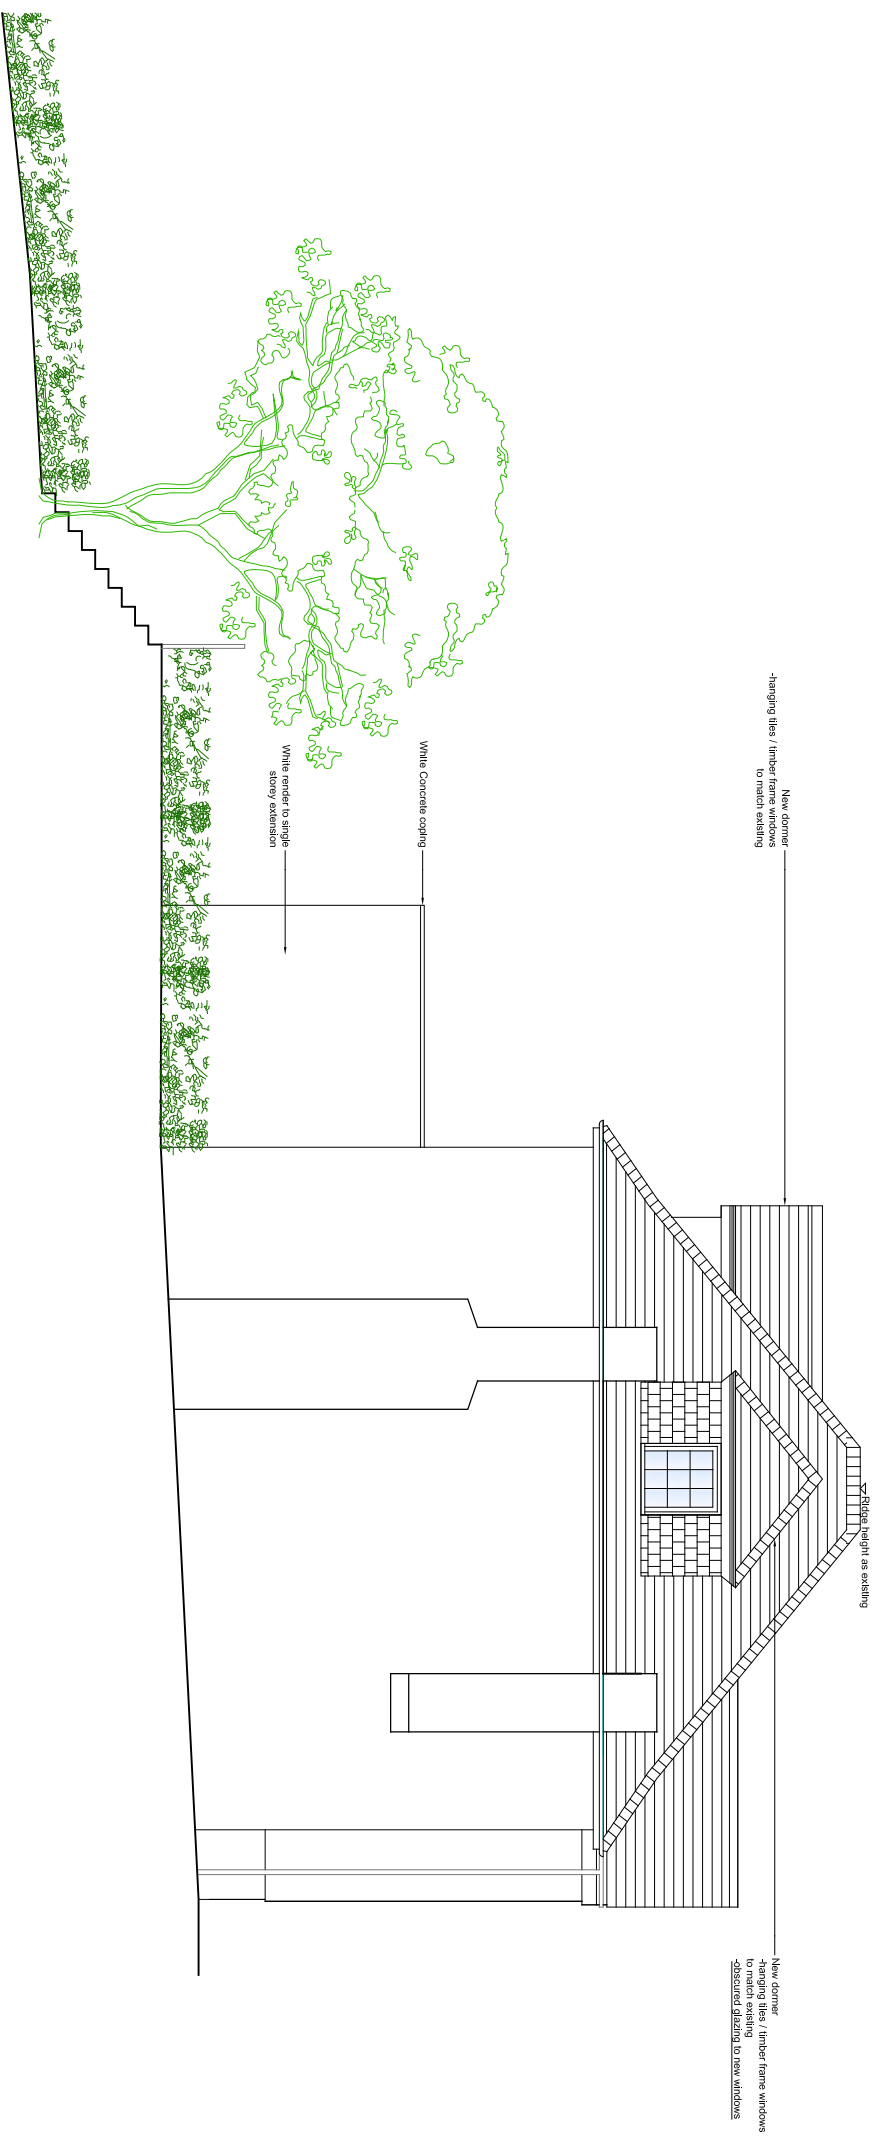 New dormer
-hanging tiles / timber frame windows
to match existing
White Concrete coping
White render to single
storey extension
Ridge height as existing
New dormer
-hanging tiles / timber frame windows
to match existing
-obscured glazing to new windows